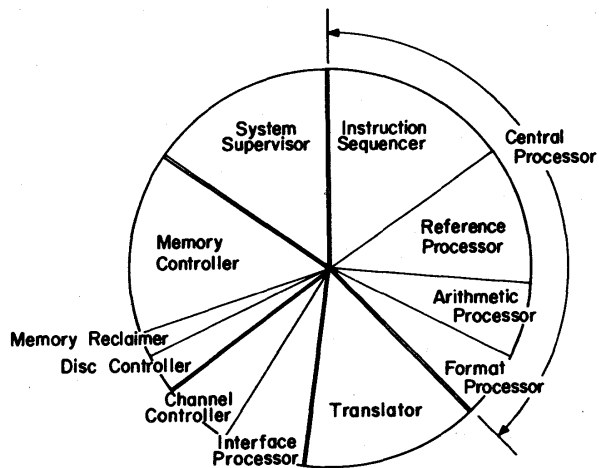 System
Supervisor
Instruction
Sequencer
Central
Processor
Reference
Processor
Memory
Controller
Arithmetic
Processor
Memory Reclaimer
Disc Controller
Format
Processor
Channel
Controller
Translator
Interface
Processor